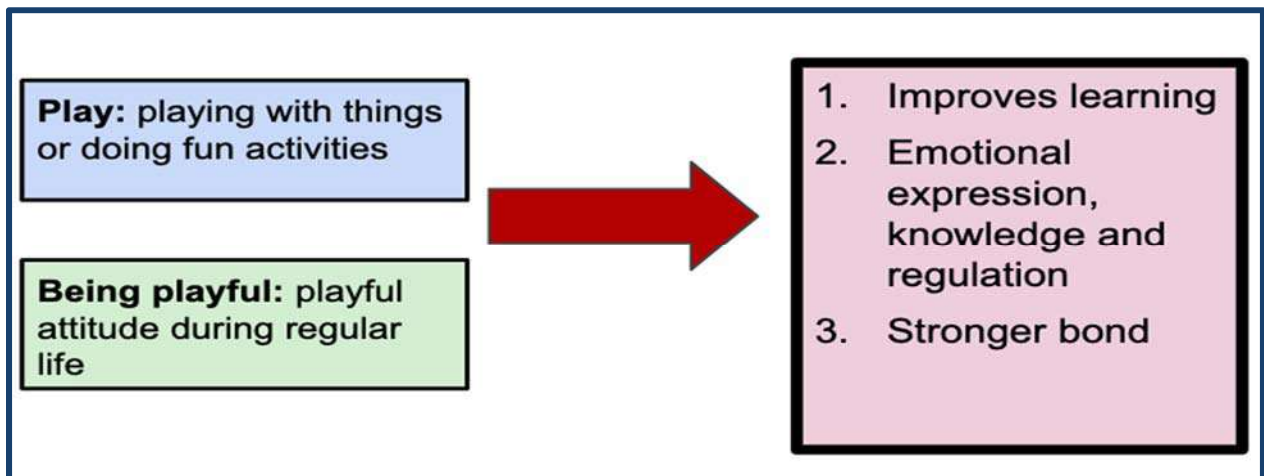 Play: playing with things
or doing fun activities
Being playful: playful
attitude during regular
life
1. Improves learning
2. Emotional
expression,
knowledge and
regulation
3. Stronger bond